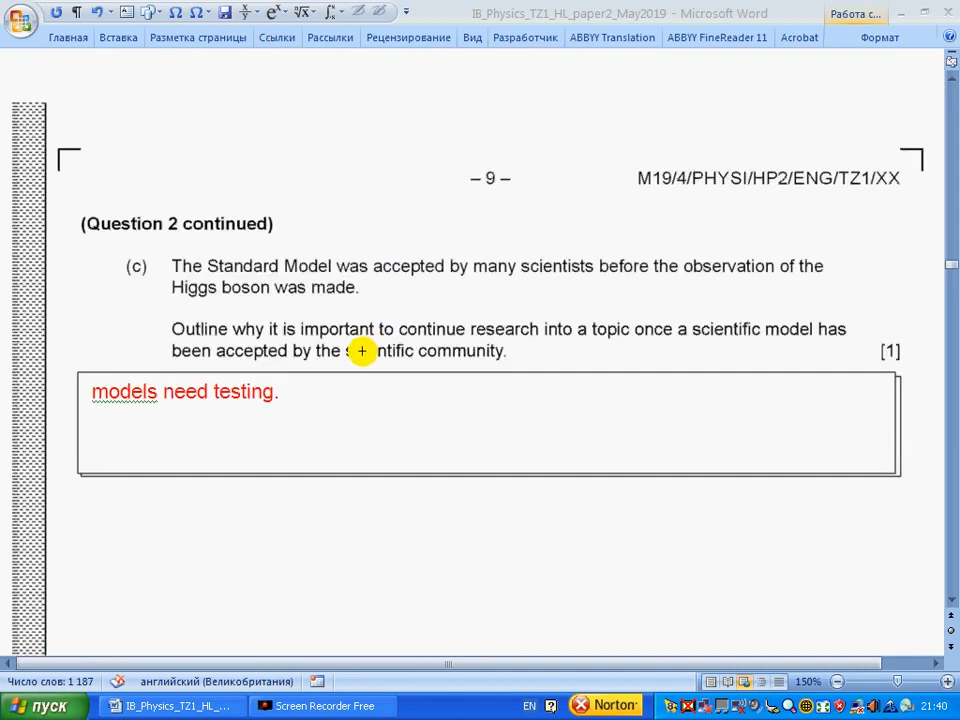 IB_Physics_TZ1_HL_paper2_May2019 - Microsoft Word
Работа с...
Главная Вставка Разметка страницы Ссылки Рассылки Рецензирование Вид Разработчик ABBYY Translation ABBYY FineReader 11 Acrobat Формат
– 9 – M19/4/PHYSI/HP2/ENG/TZ1/XX
(Question 2 continued)
(c) The Standard Model was accepted by many scientists before the observation of the
Higgs boson was made.
Outline why it is important to continue research into a topic once a scientific model has
been accepted by the scientific community. [1]
models need testing.
Число слов: 1 187 английский (Великобритания) 150%
пуск IB_Physics_TZ1_HL_... Screen Recorder Free EN Norton 21:40